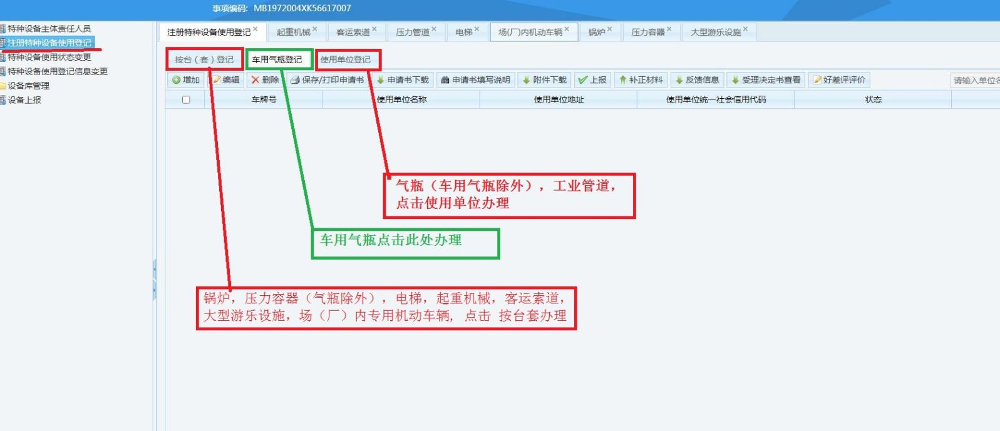 事项编码: MB1972004XK56617007
特种设备主体责任人员
注册特种设备使用登记
特种设备使用状态变更
特种设备使用登记信息变更
设备库管理
设备上报
注册特种设备使用登记 起重机械 客运索道 压力管道 电梯 场(厂)内机动车辆 锅炉 压力容器 大型游乐设施
按台（套）登记 车用气瓶登记 使用单位登记
增加 编辑 删除 保存/打印申请书 申请书下载 申请书填写说明 附件下载 上报 补正材料 反馈信息 受理决定书查看 好差评评价 请输入单位名
车牌号 使用单位名称 使用单位地址 使用单位统一社会信用代码 状态
气瓶（车用气瓶除外），工业管道，
点击使用单位办理
车用气瓶点击此处办理
锅炉，压力容器（气瓶除外），电梯，起重机械，客运索道，
大型游乐设施，场（厂）内专用机动车辆，点击 按台套办理